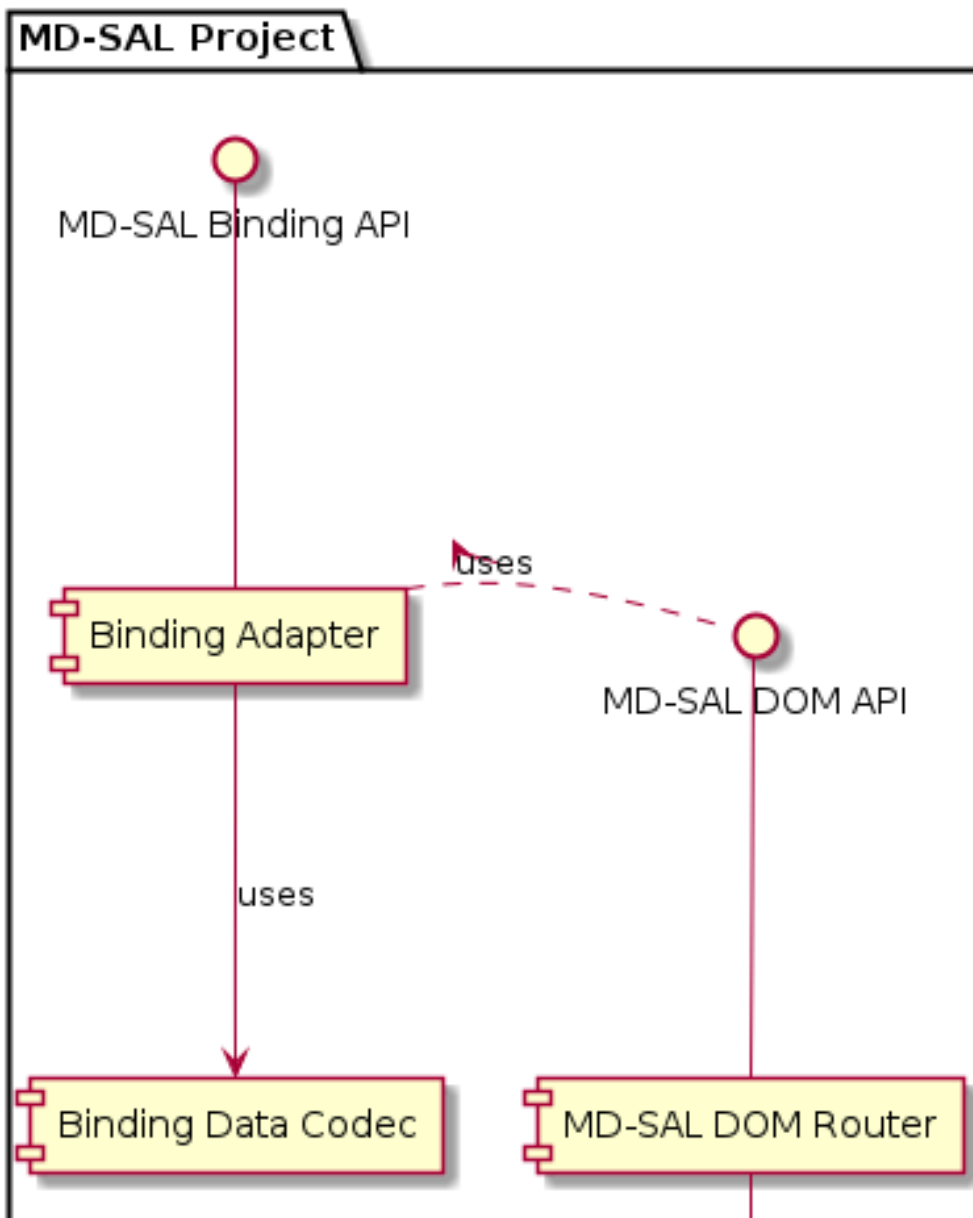 MD-SAL Project
MD-SAL Binding API
uses
Binding Adapter
MD-SAL DOM API
uses
Binding Data Codec
MD-SAL DOM Router